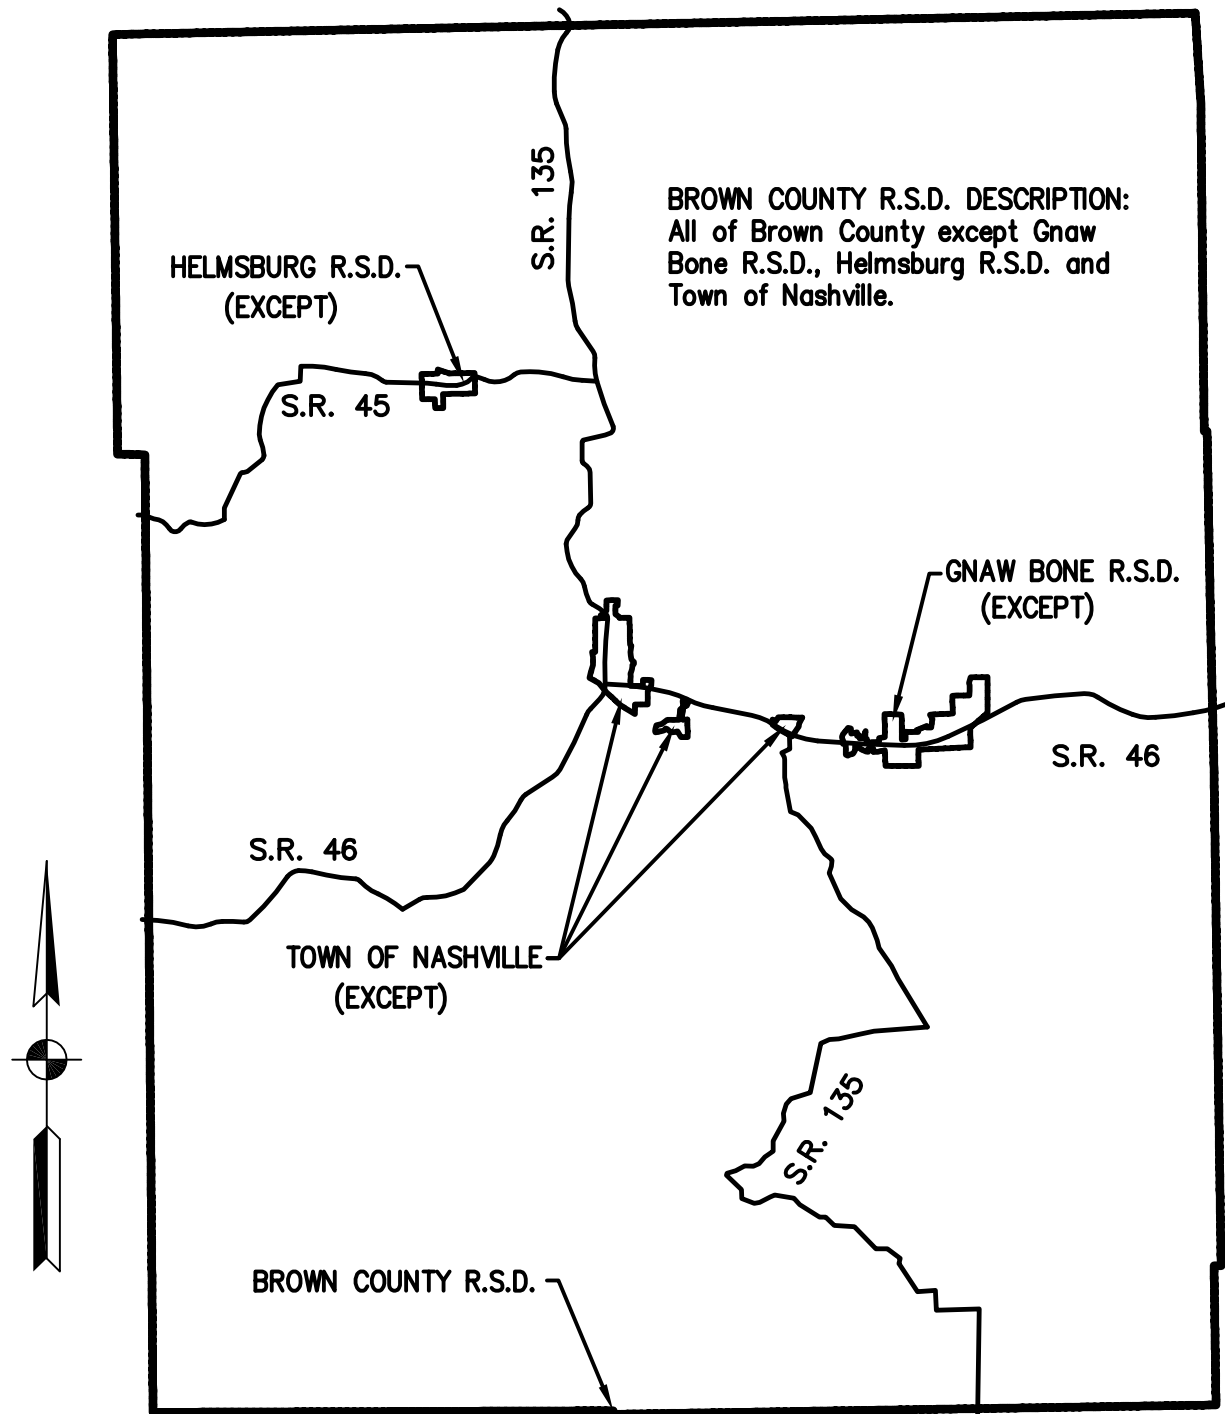 S.R. 135
BROWN COUNTY R.S.D. DESCRIPTION:
All of Brown County except Gnaw
Bone R.S.D., Helmsburg R.S.D. and
Town of Nashville.
HELMSBURG R.S.D.
(EXCEPT)
S.R. 45
GNAW BONE R.S.D.
(EXCEPT)
S.R. 46
S.R. 46
TOWN OF NASHVILLE
(EXCEPT)
S.R. 135
BROWN COUNTY R.S.D.